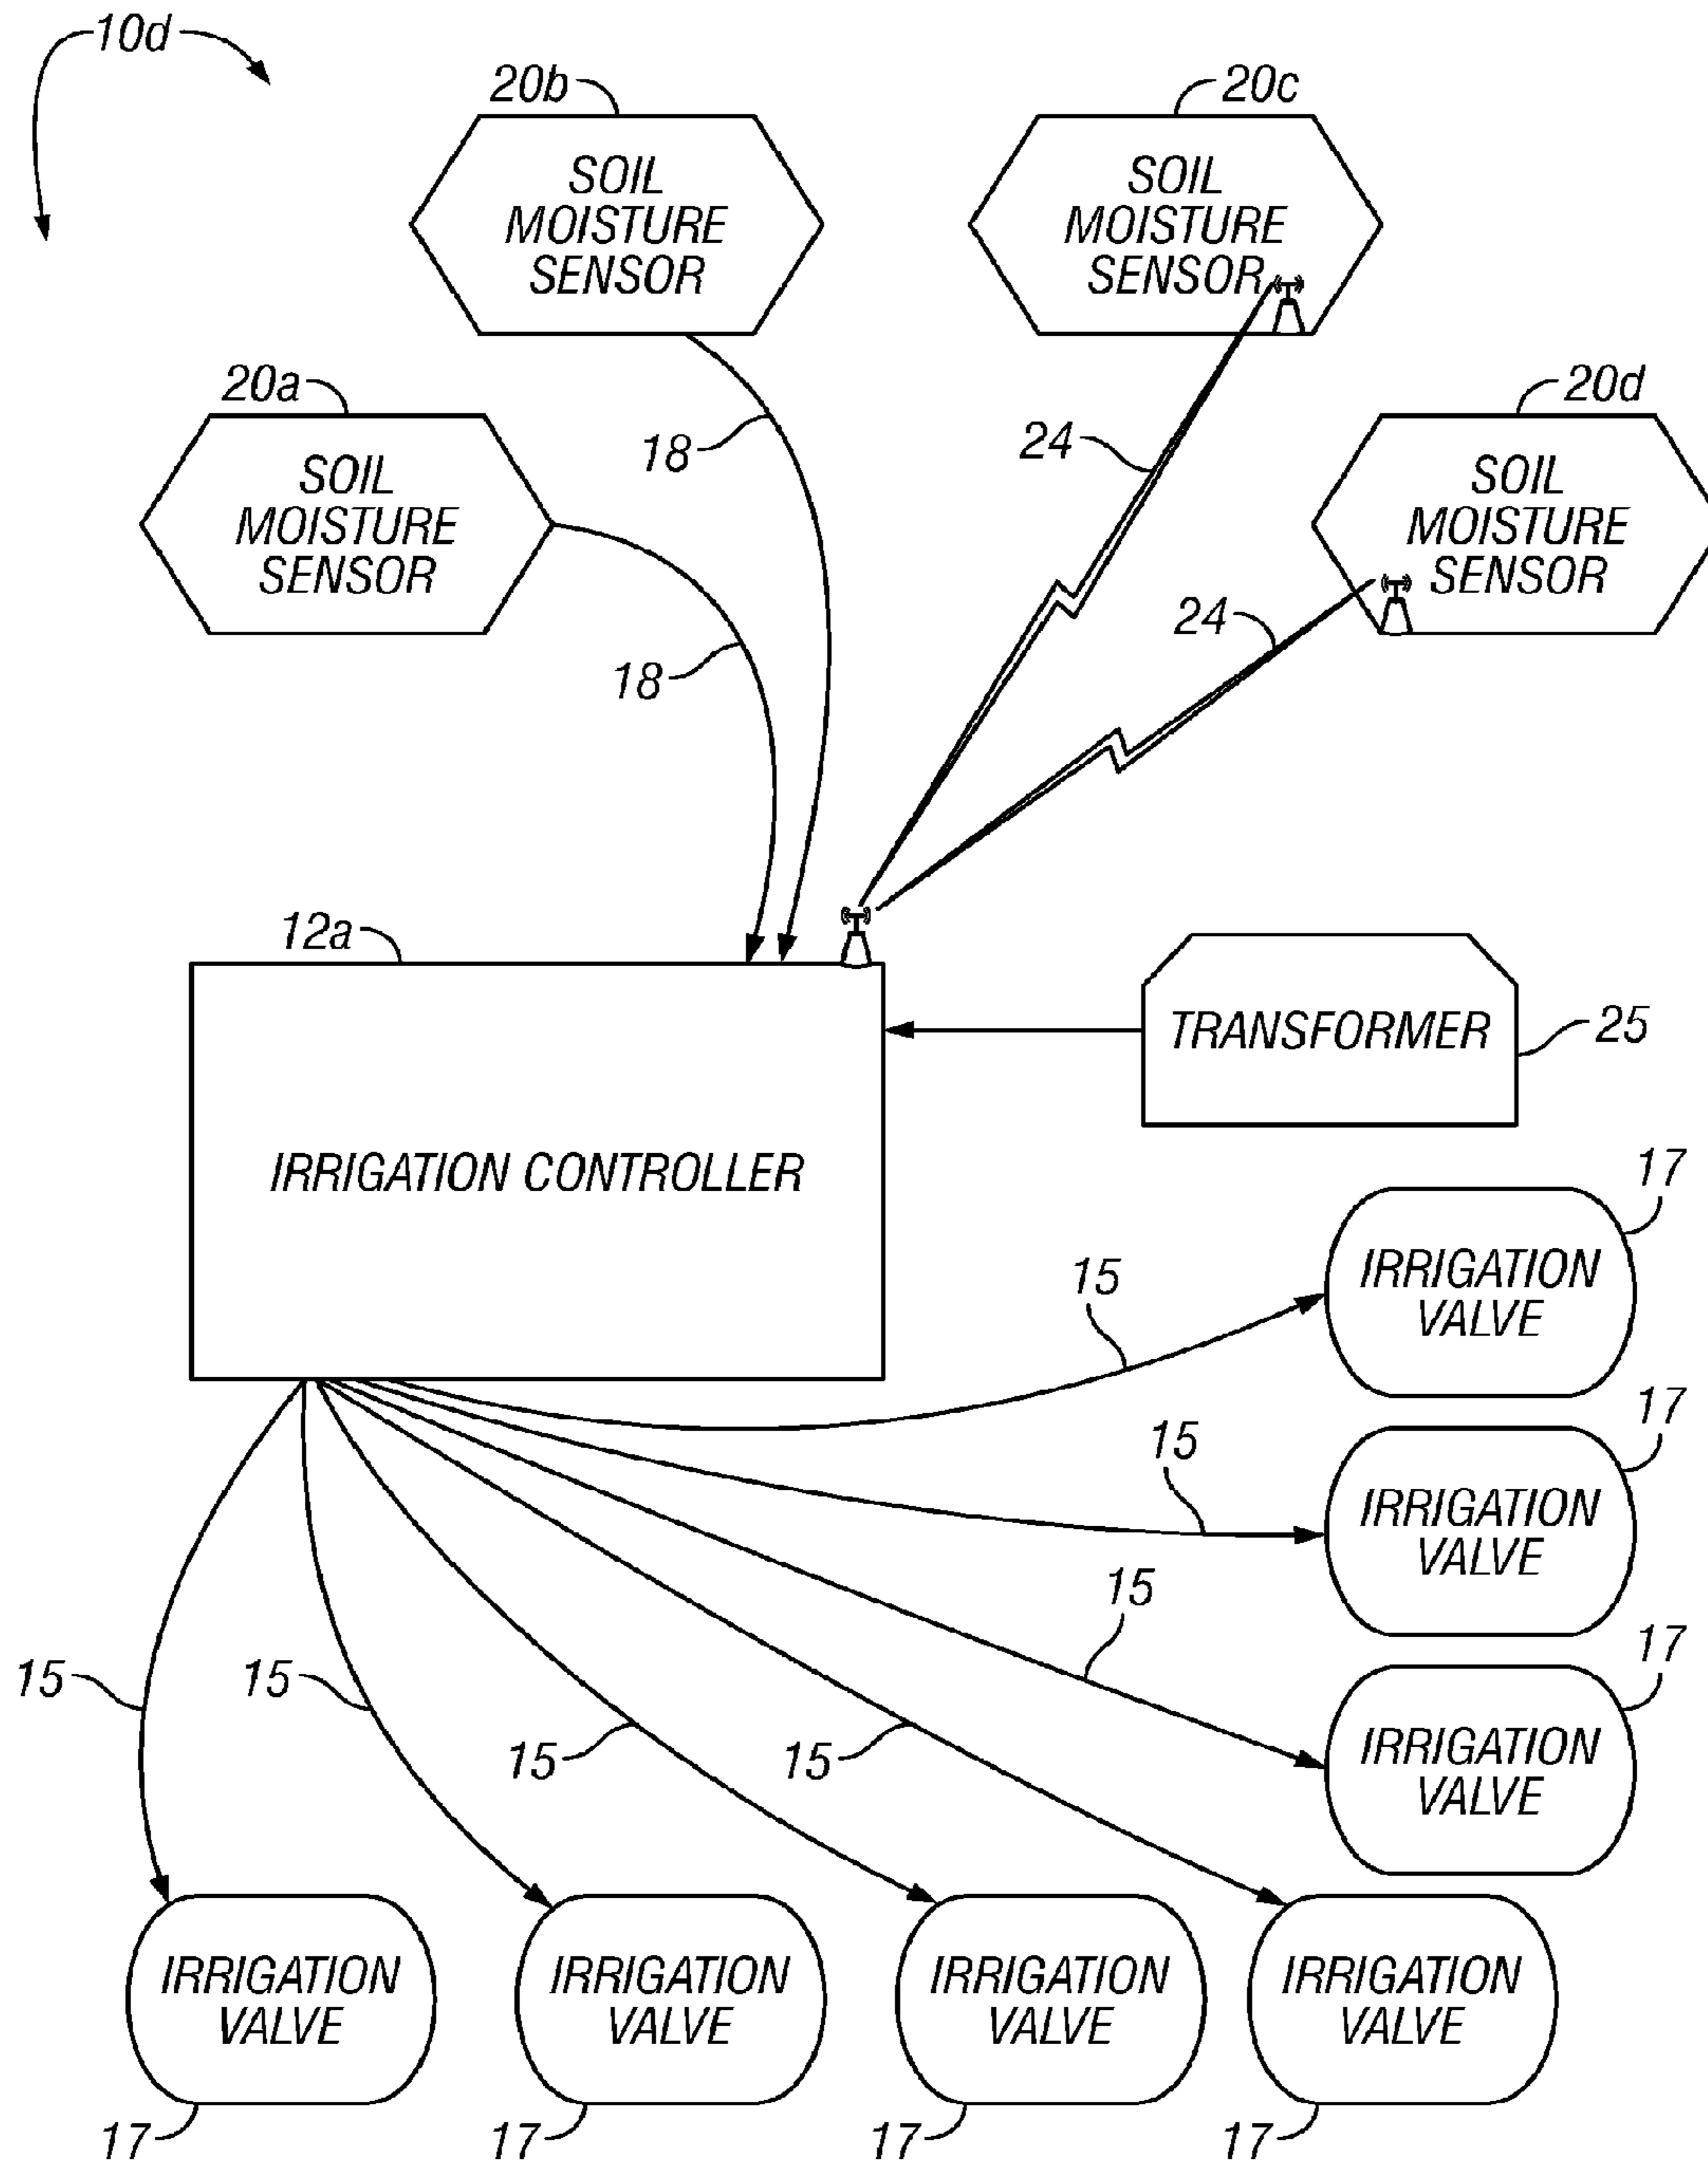 10d
20b
20c
SOIL
MOISTURE
SENSOR
SOIL
MOISTURE
SENSOR
20a
20d
SOIL
MOISTURE
SENSOR
18
24
SOIL
MOISTURE
SENSOR
18
24
12a
TRANSFORMER
25
IRRIGATION CONTROLLER
17
15
IRRIGATION
VALVE
17
15
IRRIGATION
VALVE
15
17
15
15
15
15
IRRIGATION
VALVE
IRRIGATION
VALVE
IRRIGATION
VALVE
IRRIGATION
VALVE
IRRIGATION
VALVE
17
17
17
17